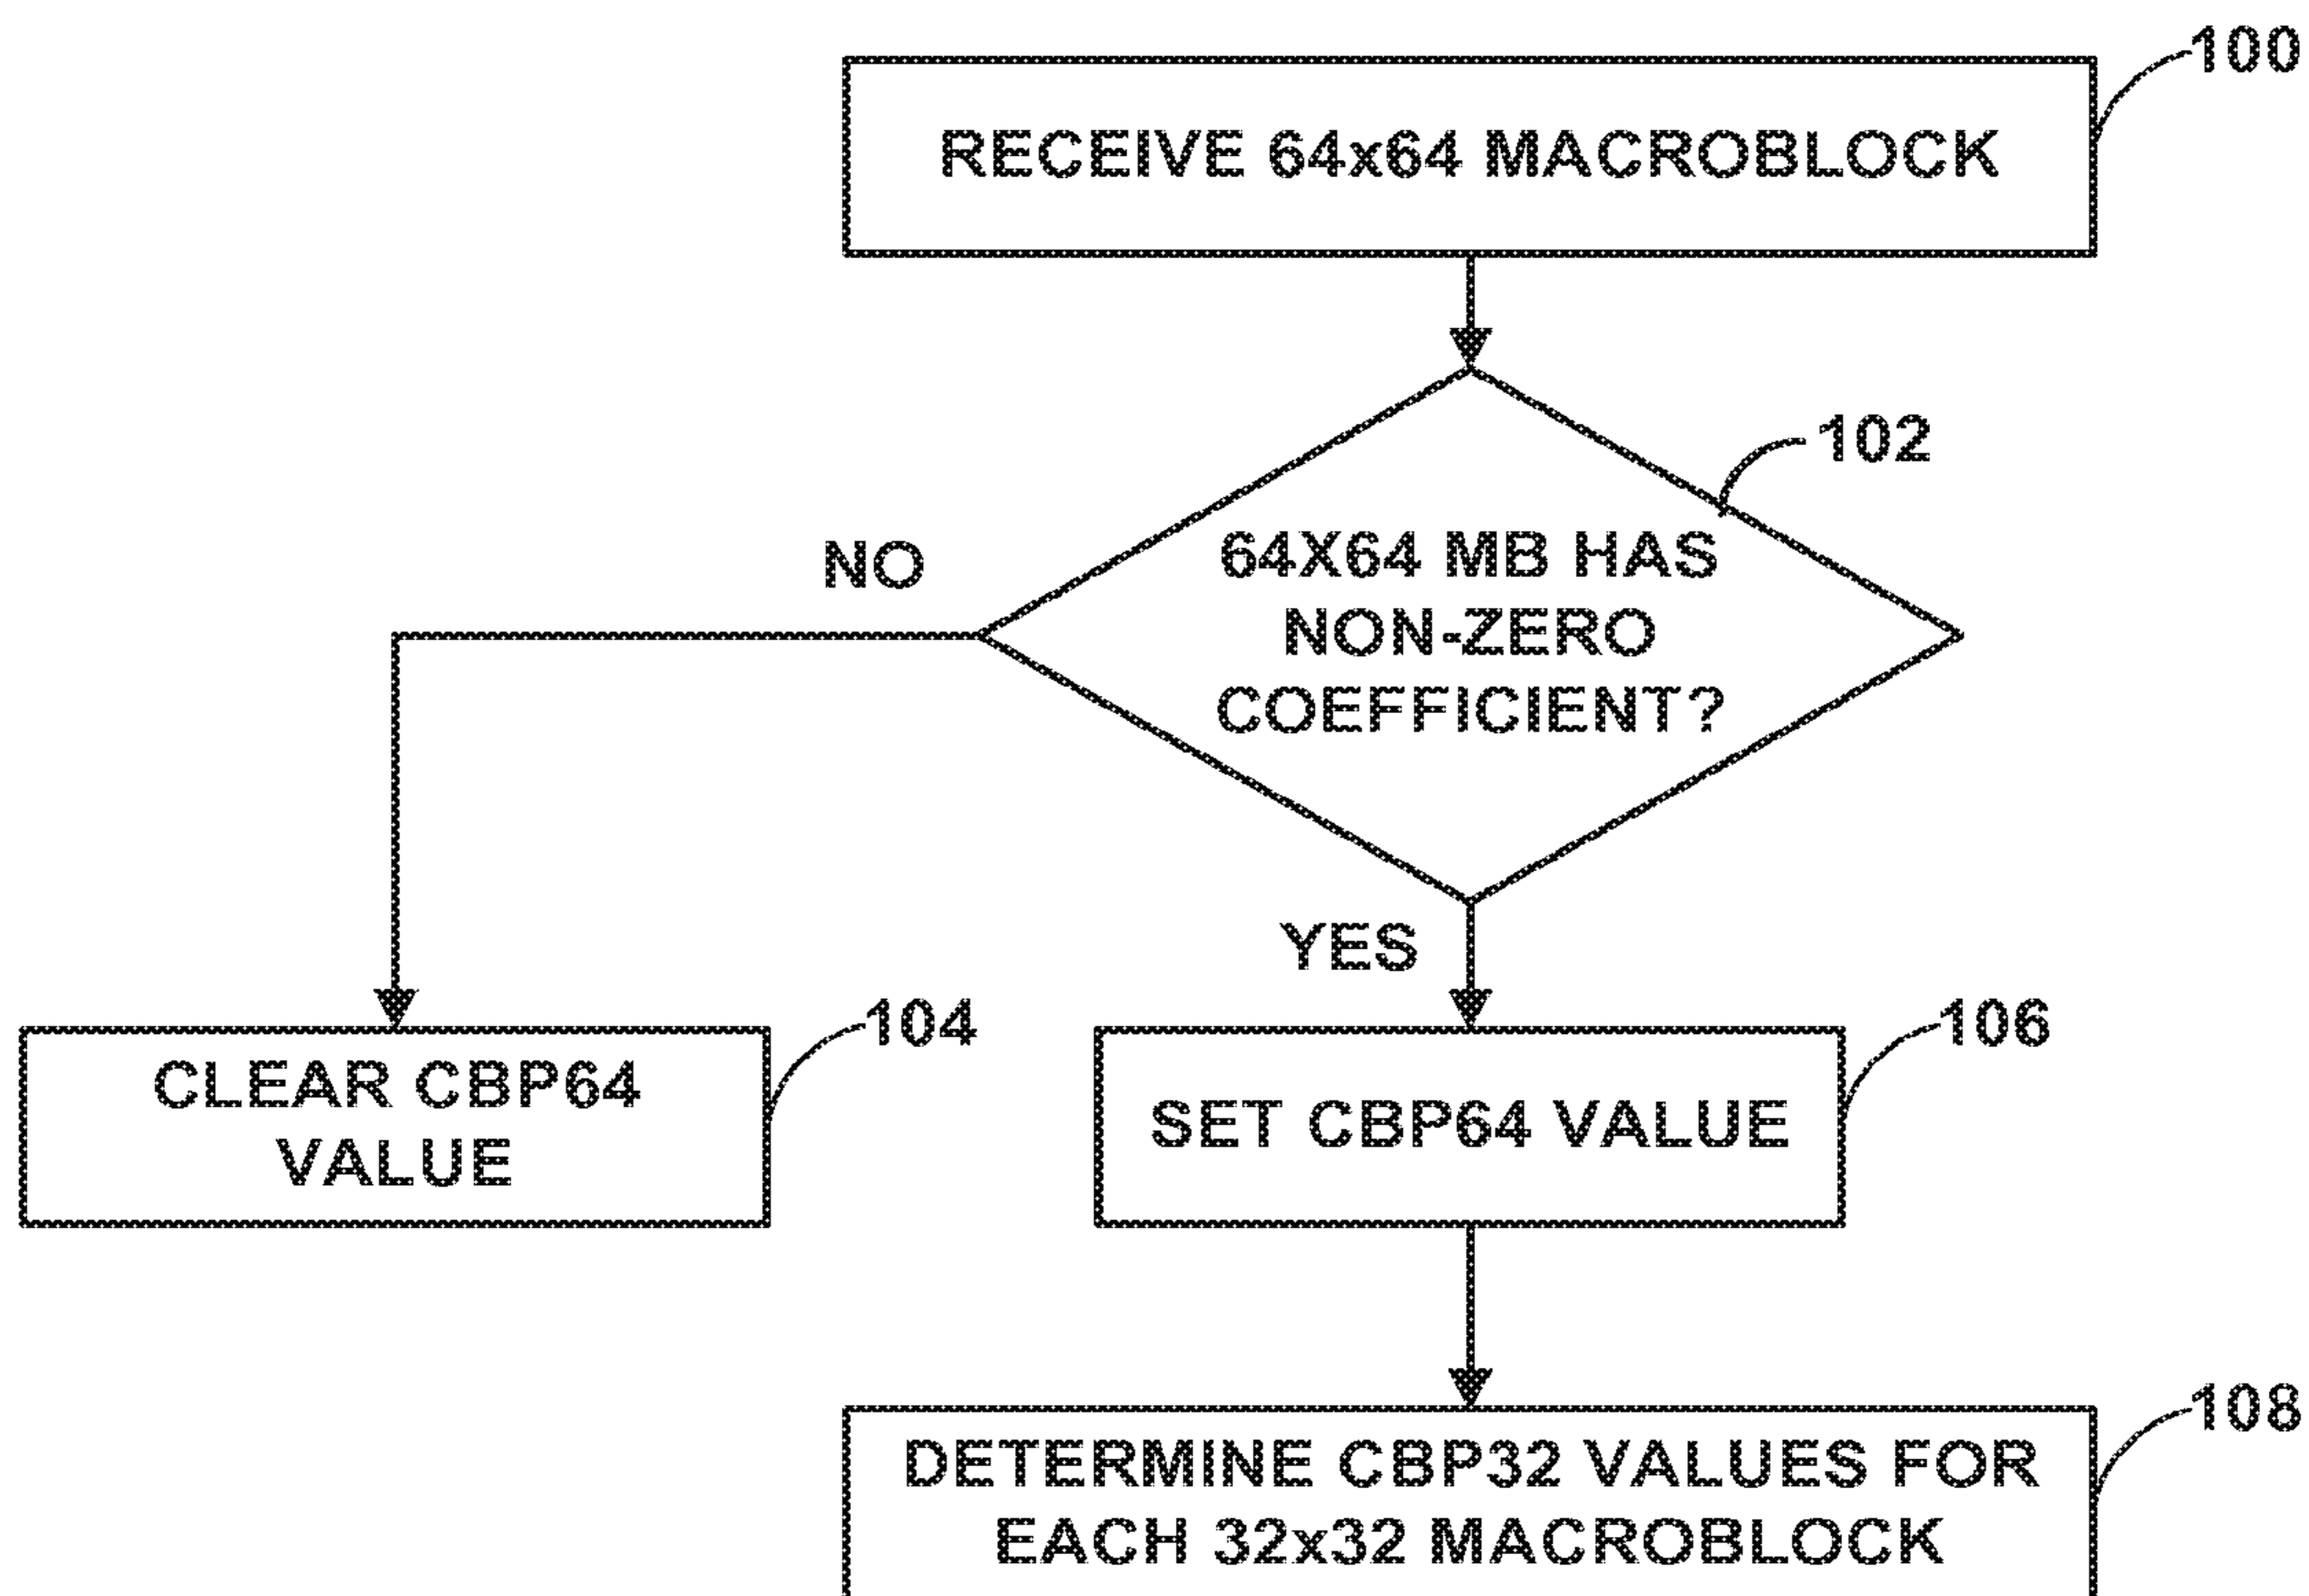 100
RECEIVE 64x64 MACROBLOCK
102
64X64 MB HAS
NON-ZERO
COEFFICIENT?
NO
YES
104
CLEAR CBP64
VALUE
106
SET CBP64 VALUE
108
DETERMINE CBP32 VALUES FOR
EACH 32x32 MACROBLOCK